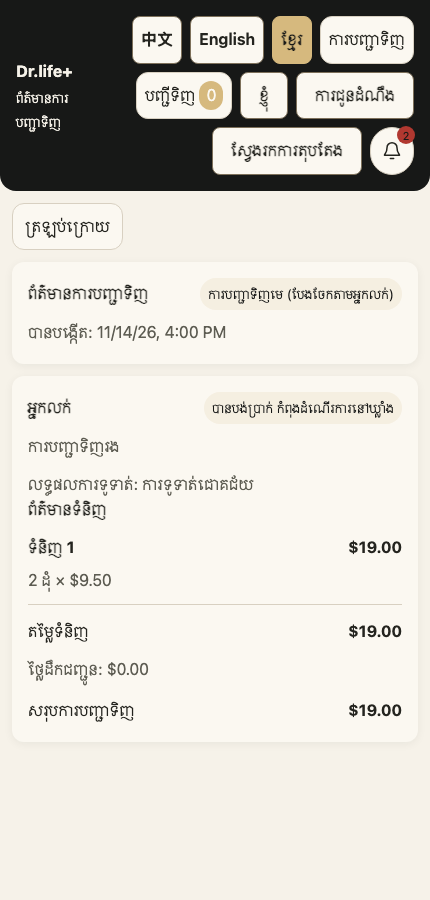 Dr.life+
ព័ត៌មានការ
បញ្ជាទិញ
中文
English
ខ្មែរ
ការបញ្ជាទិញ
បញ្ជីទិញ 0
ខ្ញុំ
ការជូនដំណឹង
ស្វែងរកការតុបតែង
2
ត្រឡប់ក្រោយ
ព័ត៌មានការបញ្ជាទិញ
ការបញ្ជាទិញមេ (បែងចែកតាមអ្នកលក់)
បានបង្កើត: 11/14/26, 4:00 PM
អ្នកលក់
បានបង់ប្រាក់ កំពុងដំណើរការនៅឃ្លាំង
ការបញ្ជាទិញរង
លទ្ធផលការទូទាត់: ការទូទាត់ជោគជ័យ
ព័ត៌មានទំនិញ
ទំនិញ 1 $19.00
2 ដុំ × $9.50
តម្លៃទំនិញ $19.00
ថ្លៃដឹកជញ្ជូន: $0.00
សរុបការបញ្ជាទិញ $19.00